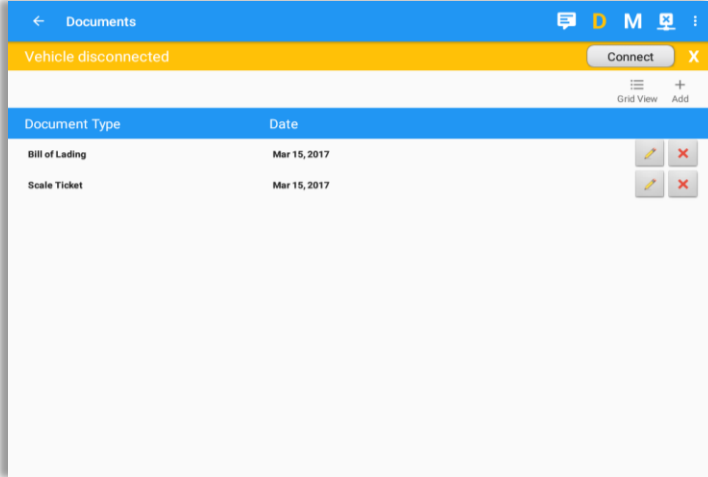 Documents D M
Vehicle disconnected Connect X
Grid View Add
Document Type Date
Bill of Lading Mar 15, 2017
Scale Ticket Mar 15, 2017